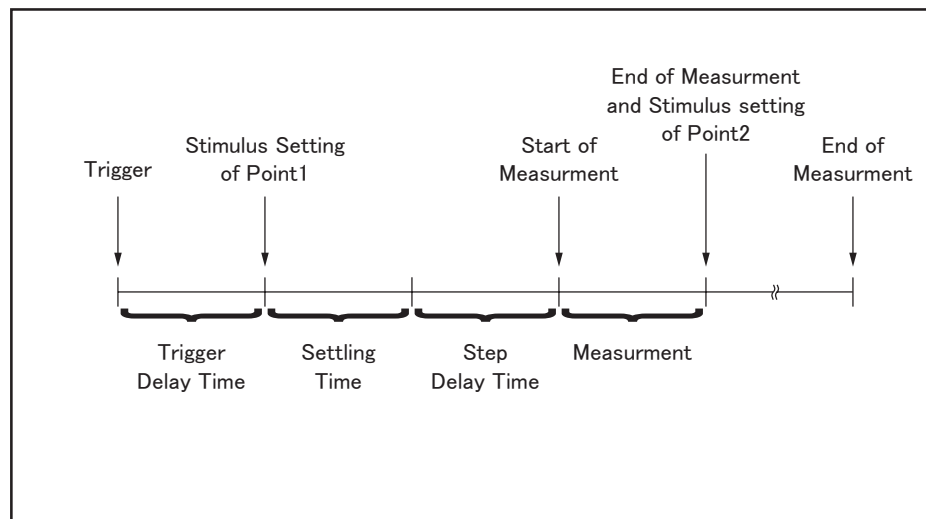 Trigger
Stimulus Setting
of Point1
Start of
Measurment
End of Measurment
and Stimulus setting
of Point2
End of
Measurment
Trigger
Delay Time
Settling
Time
Step
Delay Time
Measurment